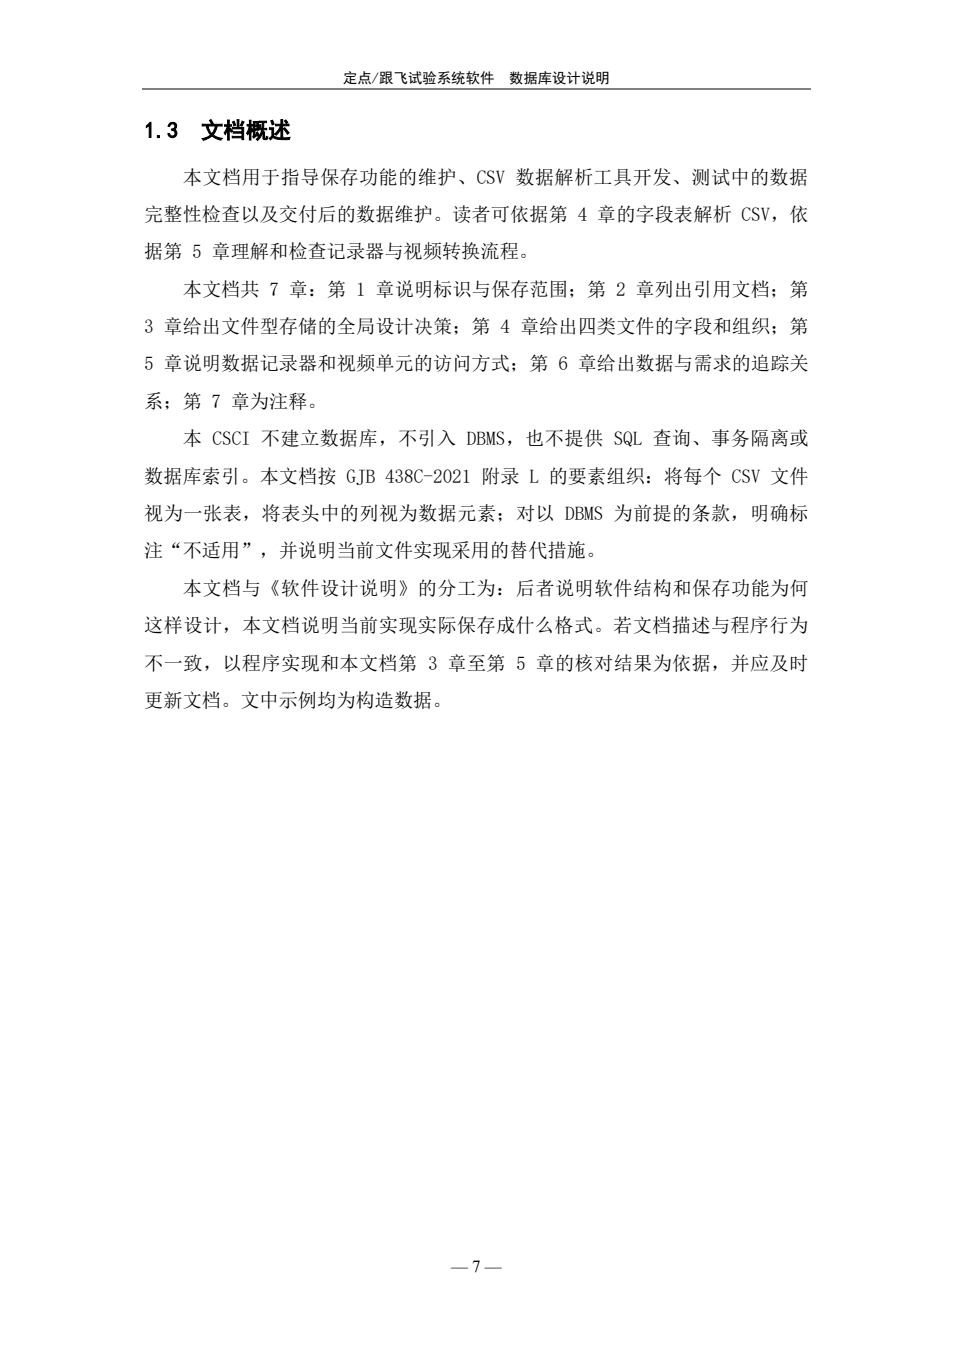 定点/跟飞试验系统软件　数据库设计说明
1.3　文档概述
本文档用于指导保存功能的维护、CSV 数据解析工具开发、测试中的数据
完整性检查以及交付后的数据维护。读者可依据第 4 章的字段表解析 CSV，依
据第 5 章理解和检查记录器与视频转换流程。
本文档共 7 章：第 1 章说明标识与保存范围；第 2 章列出引用文档；第
3 章给出文件型存储的全局设计决策；第 4 章给出四类文件的字段和组织；第
5 章说明数据记录器和视频单元的访问方式；第 6 章给出数据与需求的追踪关
系；第 7 章为注释。
本 CSCI 不建立数据库，不引入 DBMS，也不提供 SQL 查询、事务隔离或
数据库索引。本文档按 GJB 438C-2021 附录 L 的要素组织：将每个 CSV 文件
视为一张表，将表头中的列视为数据元素；对以 DBMS 为前提的条款，明确标
注“不适用”，并说明当前文件实现采用的替代措施。
本文档与《软件设计说明》的分工为：后者说明软件结构和保存功能为何
这样设计，本文档说明当前实现实际保存成什么格式。若文档描述与程序行为
不一致，以程序实现和本文档第 3 章至第 5 章的核对结果为依据，并应及时
更新文档。文中示例均为构造数据。
— 7 —